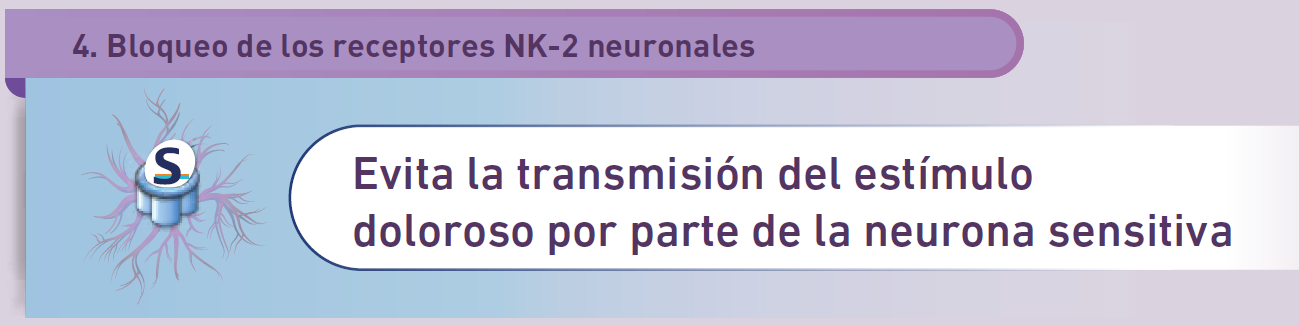 4. Bloqueo de los receptores NK-2 neuronales
S
Evita la transmisión del estímulo
doloroso por parte de la neurona sensitiva